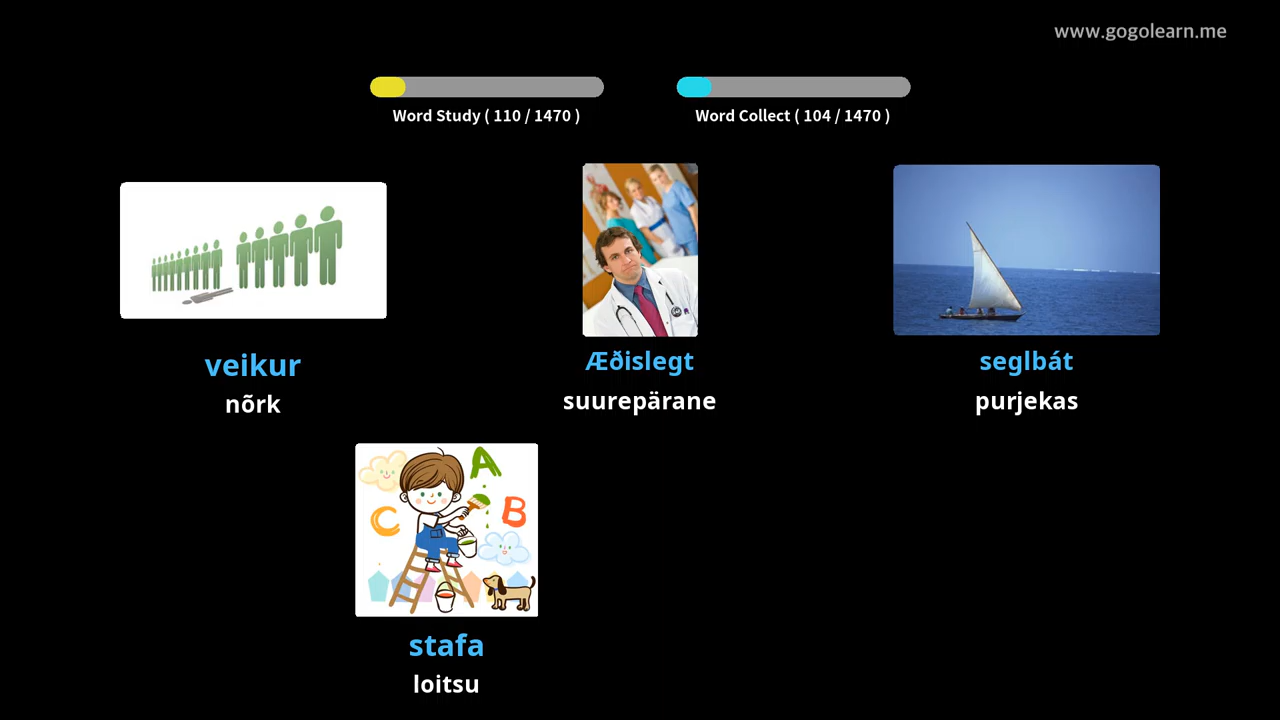 www.gogolearn.me
Word Study ( 110 / 1470 )
Word Collect ( 104 / 1470 )
veikur
nõrk
Æðislegt
suurepärane
seglbát
purjekas
A
B
C
stafa
loitsu